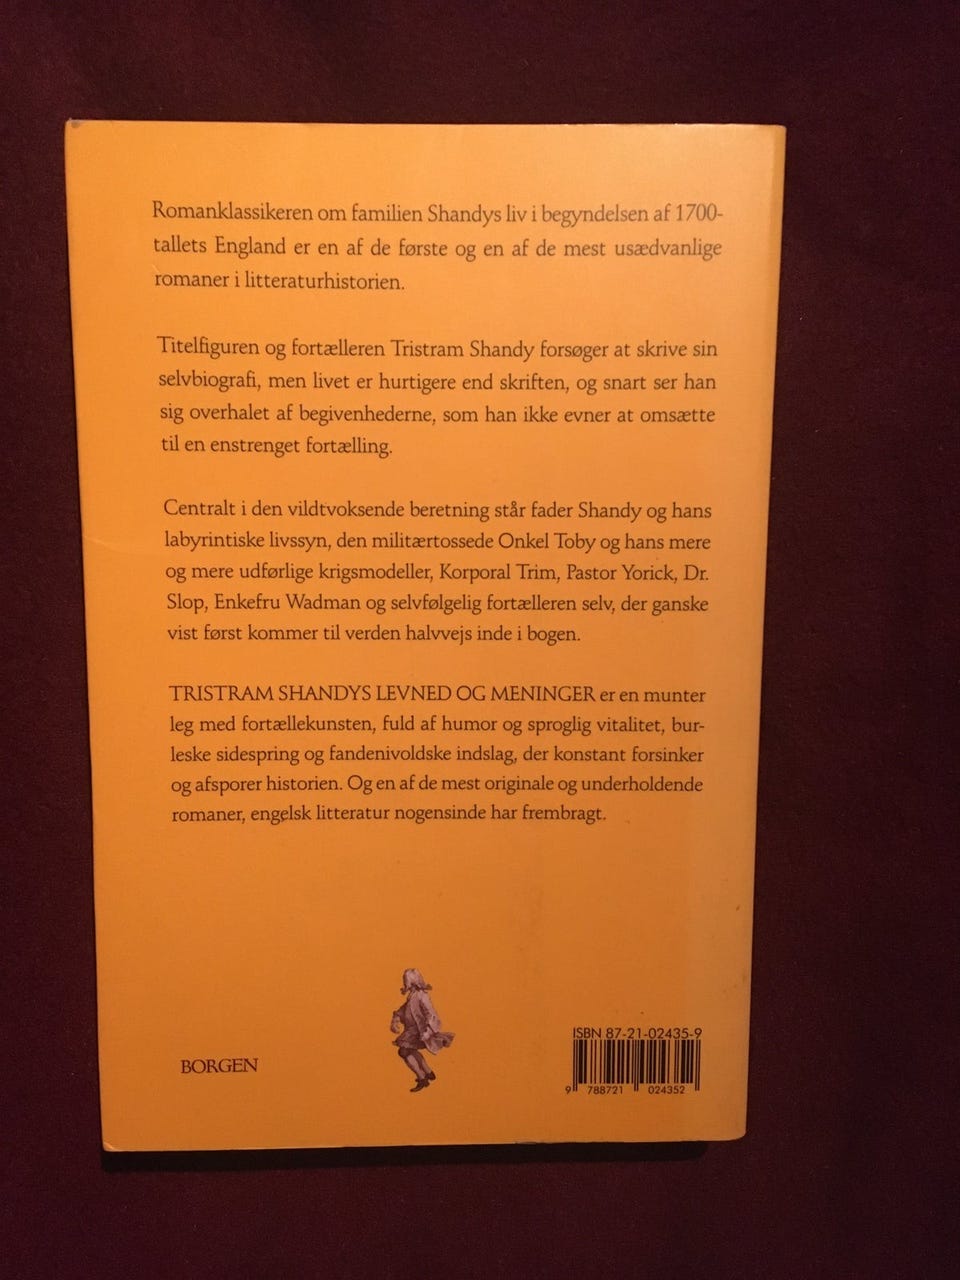 Romanklassikeren om familien Shandys liv i begyndelsen af 1700-
tallets England er en af de første og en af de mest usædvanlige
romaner i litteraturhistorien.
Titelfiguren og fortælleren Tristram Shandy forsøger at skrive sin
selvbiografi, men livet er hurtigere end skriften, og snart ser han
sig overhalet af begivenhederne, som han ikke evner at omsætte
til en enstrenget fortælling.
Centralt i den vildtvoksende beretning står fader Shandy og hans
labyrintiske livssyn, den militærtossede Onkel Toby og hans mere
og mere udførlige krigsmodeller, Korporal Trim, Pastor Yorick, Dr.
Slop, Enkefru Wadman og selvfølgelig fortælleren selv, der ganske
vist først kommer til verden halvvejs inde i bogen.
TRISTRAM SHANDYS LEVNED OG MENINGER er en munter
leg med fortællekunsten, fuld af humor og sproglig vitalitet, bur-
leske sidespring og fandenivoldske indslag, der konstant forsinker
og afsporer historien. Og en af de mest originale og underholdende
romaner, engelsk litteratur nogensinde har frembragt.
BORGEN
ISBN 87-21-02435-9
9 788721 024352